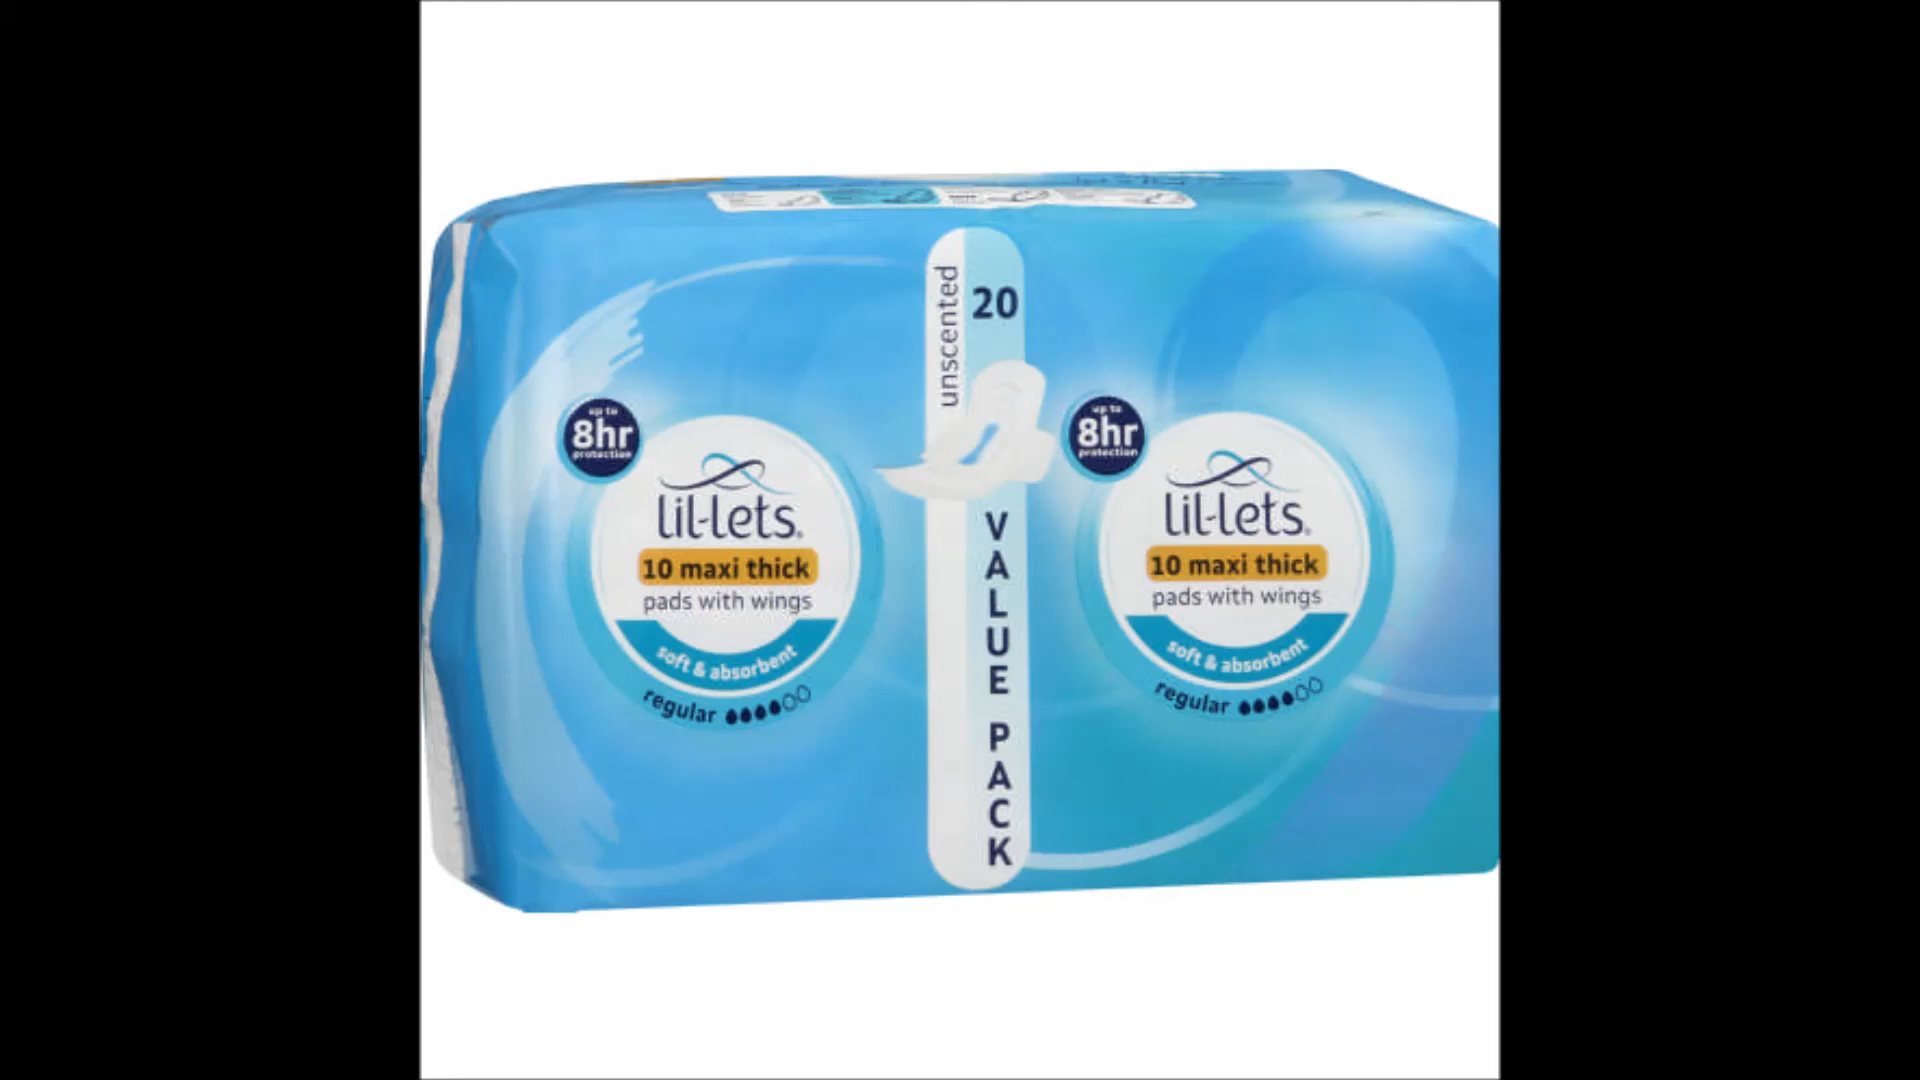 unscented
20
VALUE PACK
up to
8hr
protection
lil-lets
10 maxi thick
pads with wings
soft & absorbent
regular
up to
8hr
protection
lil-lets
10 maxi thick
pads with wings
soft & absorbent
regular